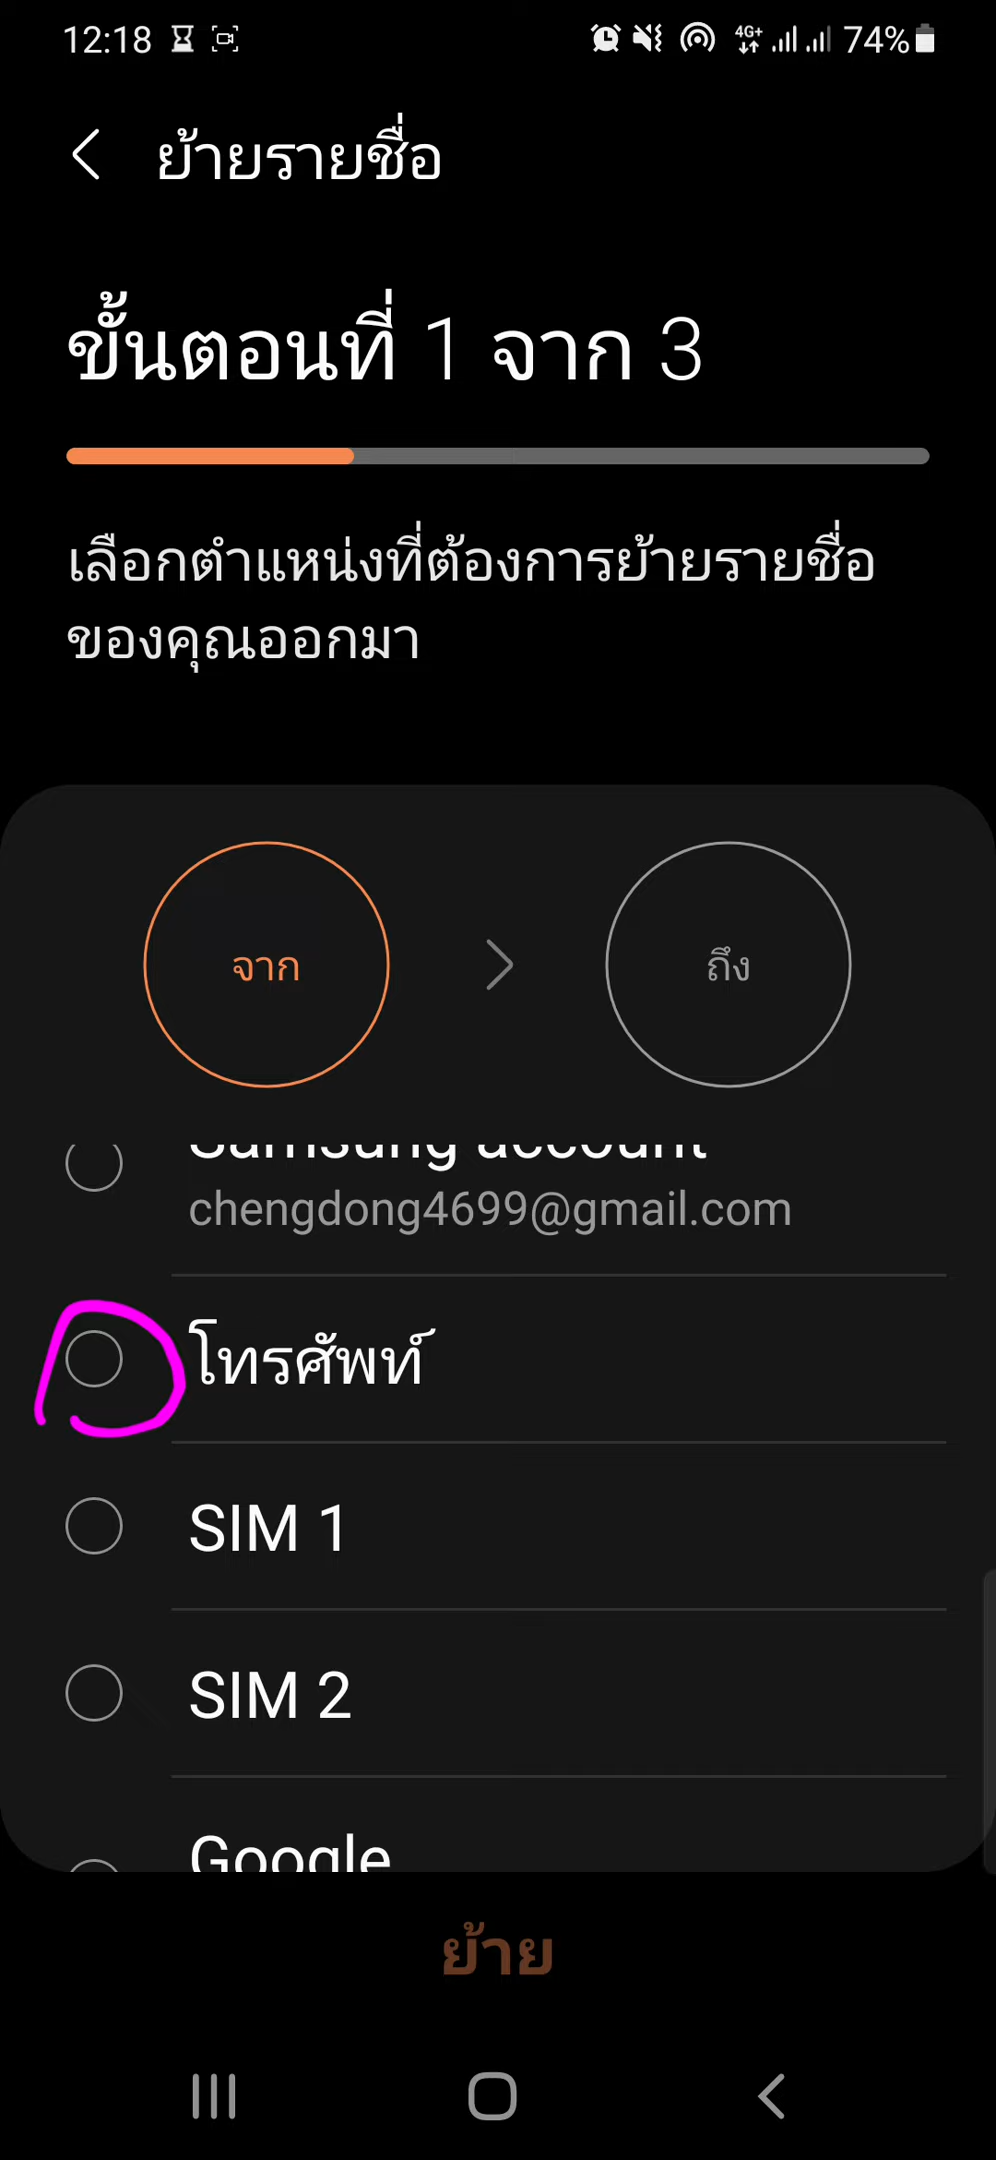 12:18
4G+
74%
ย้ายรายชื่อ
ขั้นตอนที่ 1 จาก 3
เลือกตำแหน่งที่ต้องการย้ายรายชื่อ
ของคุณออกมา
จาก
ถึง
Samsung account
chengdong4699@gmail.com
โทรศัพท์
SIM 1
SIM 2
Google
ย้าย